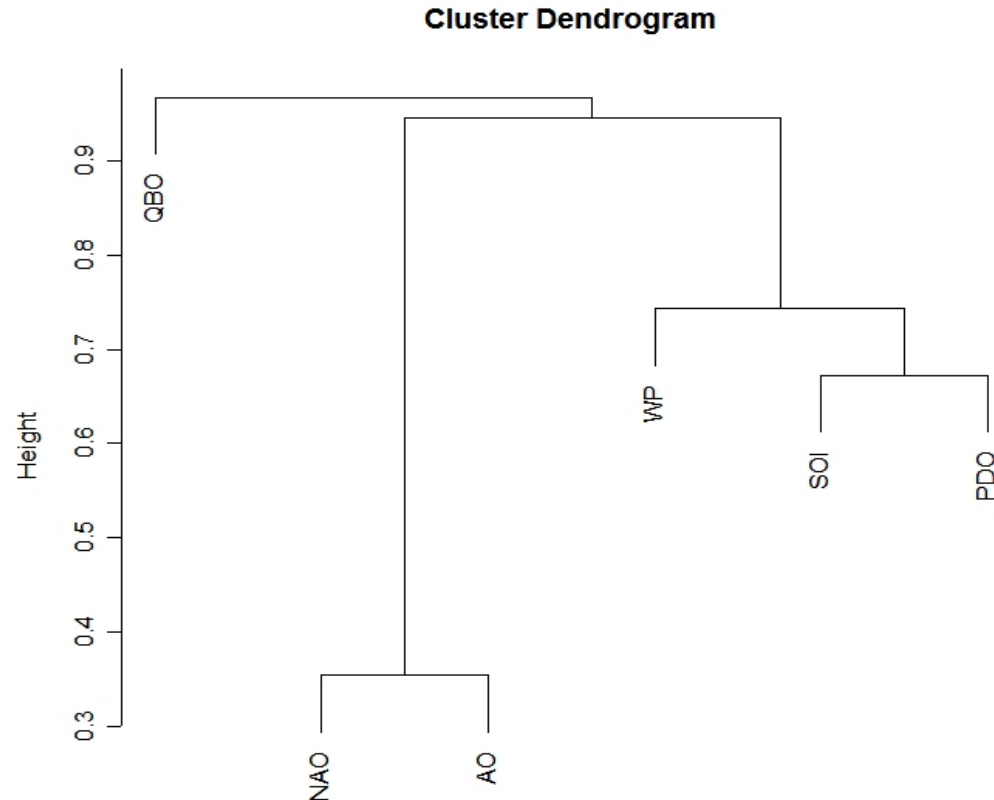 Cluster Dendrogram
Height
0.9
0.8
0.7
0.6
0.5
0.4
0.3
QBO
NAO
AO
WP
SOI
PDO